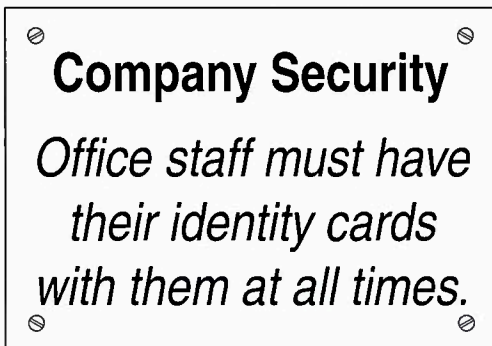 Company Security
Office staff must have
their identity cards
with them at all times.